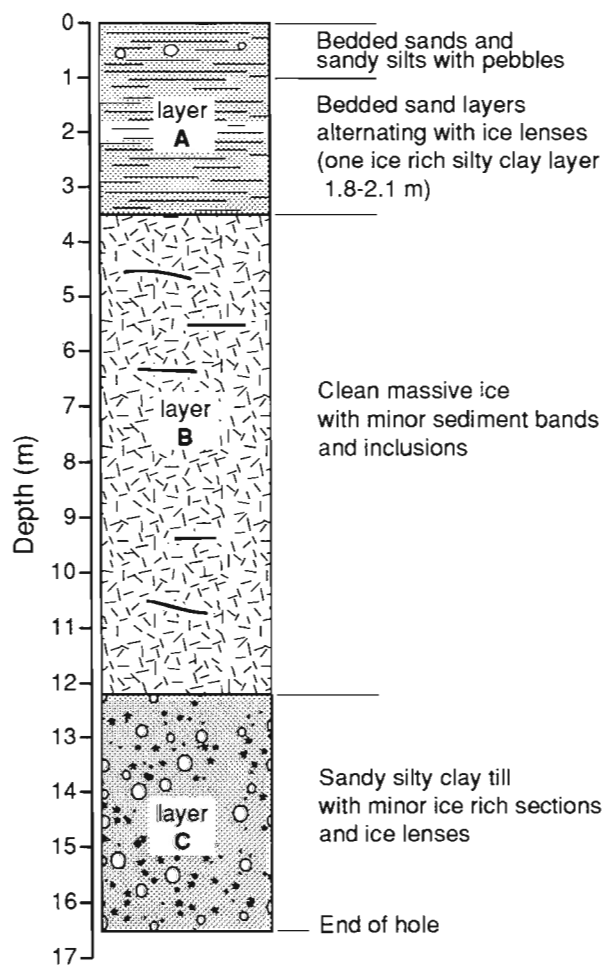 Depth (m)
0
1
2
3
4
5
6
7
8
9
10
11
12
13
14
15
16
17
layer
A
layer
B
layer
C
Bedded sands and
sandy silts with pebbles
Bedded sand layers
alternating with ice lenses
(one ice rich silty clay layer
1.8-2.1 m)
Clean massive ice
with minor sediment bands
and inclusions
Sandy silty clay till
with minor ice rich sections
and ice lenses
End of hole